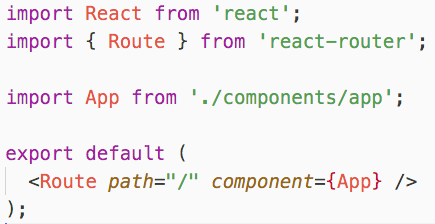 import React from 'react';
import { Route } from 'react-router';
import App from './components/app';
export default (
<Route path="/" component={App} />
);